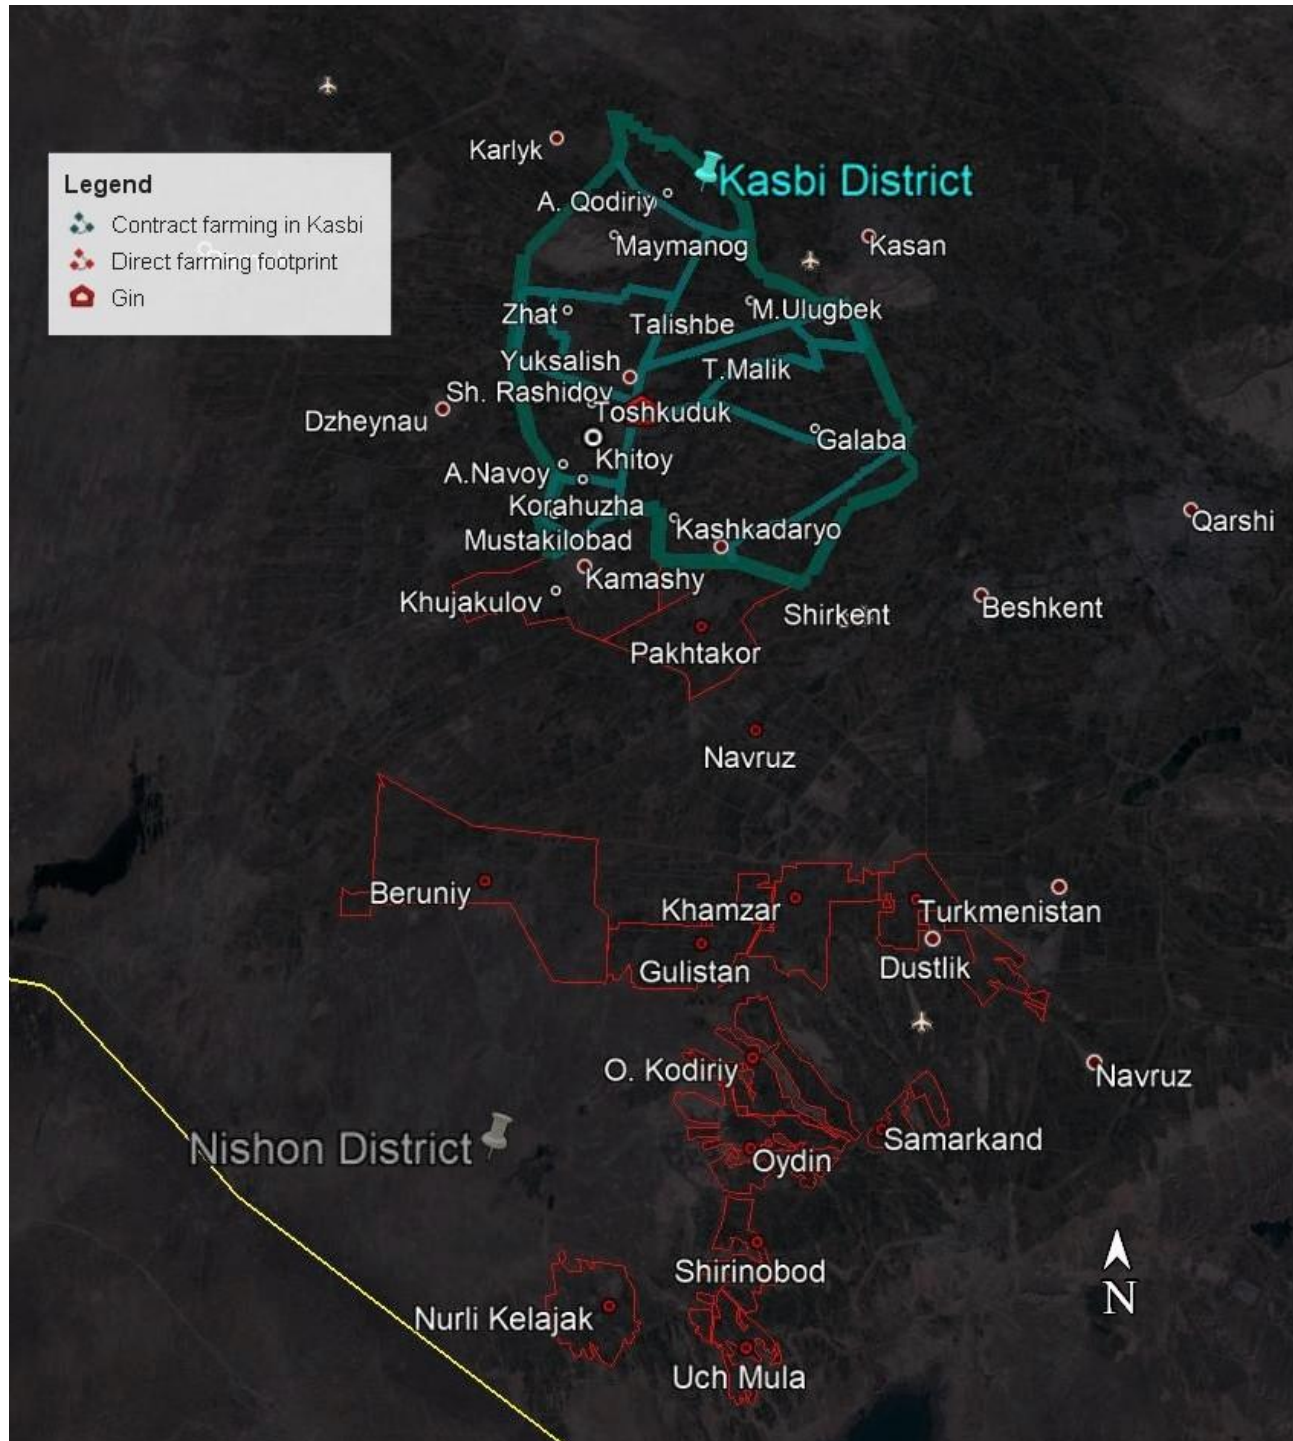 Karlyk
Kasbi District
Legend
Contract farming in Kasbi
Direct farming footprint
Gin
A. Qodiriy
Maymanog
Kasan
Zhat
Talishbe
M.Ulugbek
Yuksalish
T.Malik
Sh. Rashidov
Toshkuduk
Dzheynau
Galaba
Khitoy
A.Navoy
Korahuzha
Kashkadaryo
Qarshi
Mustakilobad
Kamashy
Khujakulov
Shirkent
Beshkent
Pakhtakor
Navruz
Beruniy
Khamzar
Turkmenistan
Gulistan
Dustlik
O. Kodiriy
Navruz
Nishon District
Samarkand
Oydin
Shirinobod
Nurli Kelajak
N
Uch Mula